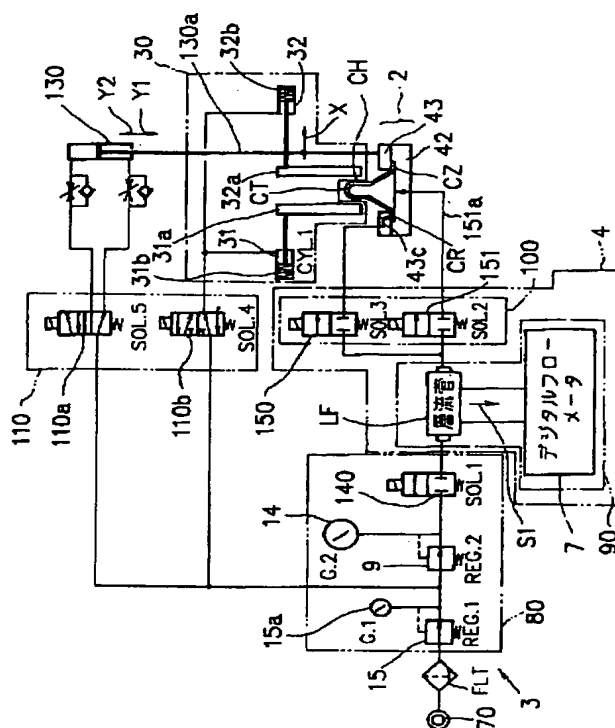 130
Y2
Y1
30
32b
130a
32
CH
2
43
42
X
32a
CT
CZ
31a
31
31b
CYL.1
43c
CR
151a
110
110a
110b
SOL.5
SOL.4
150
SOL.3
151
SOL.2
100
4
LF
層流管
デジタルフロー
メータ
S1
7
90
14
G.2
140
SOL.1
9
REG.2
15a
G.1
15
REG.1
80
FLT
3
70